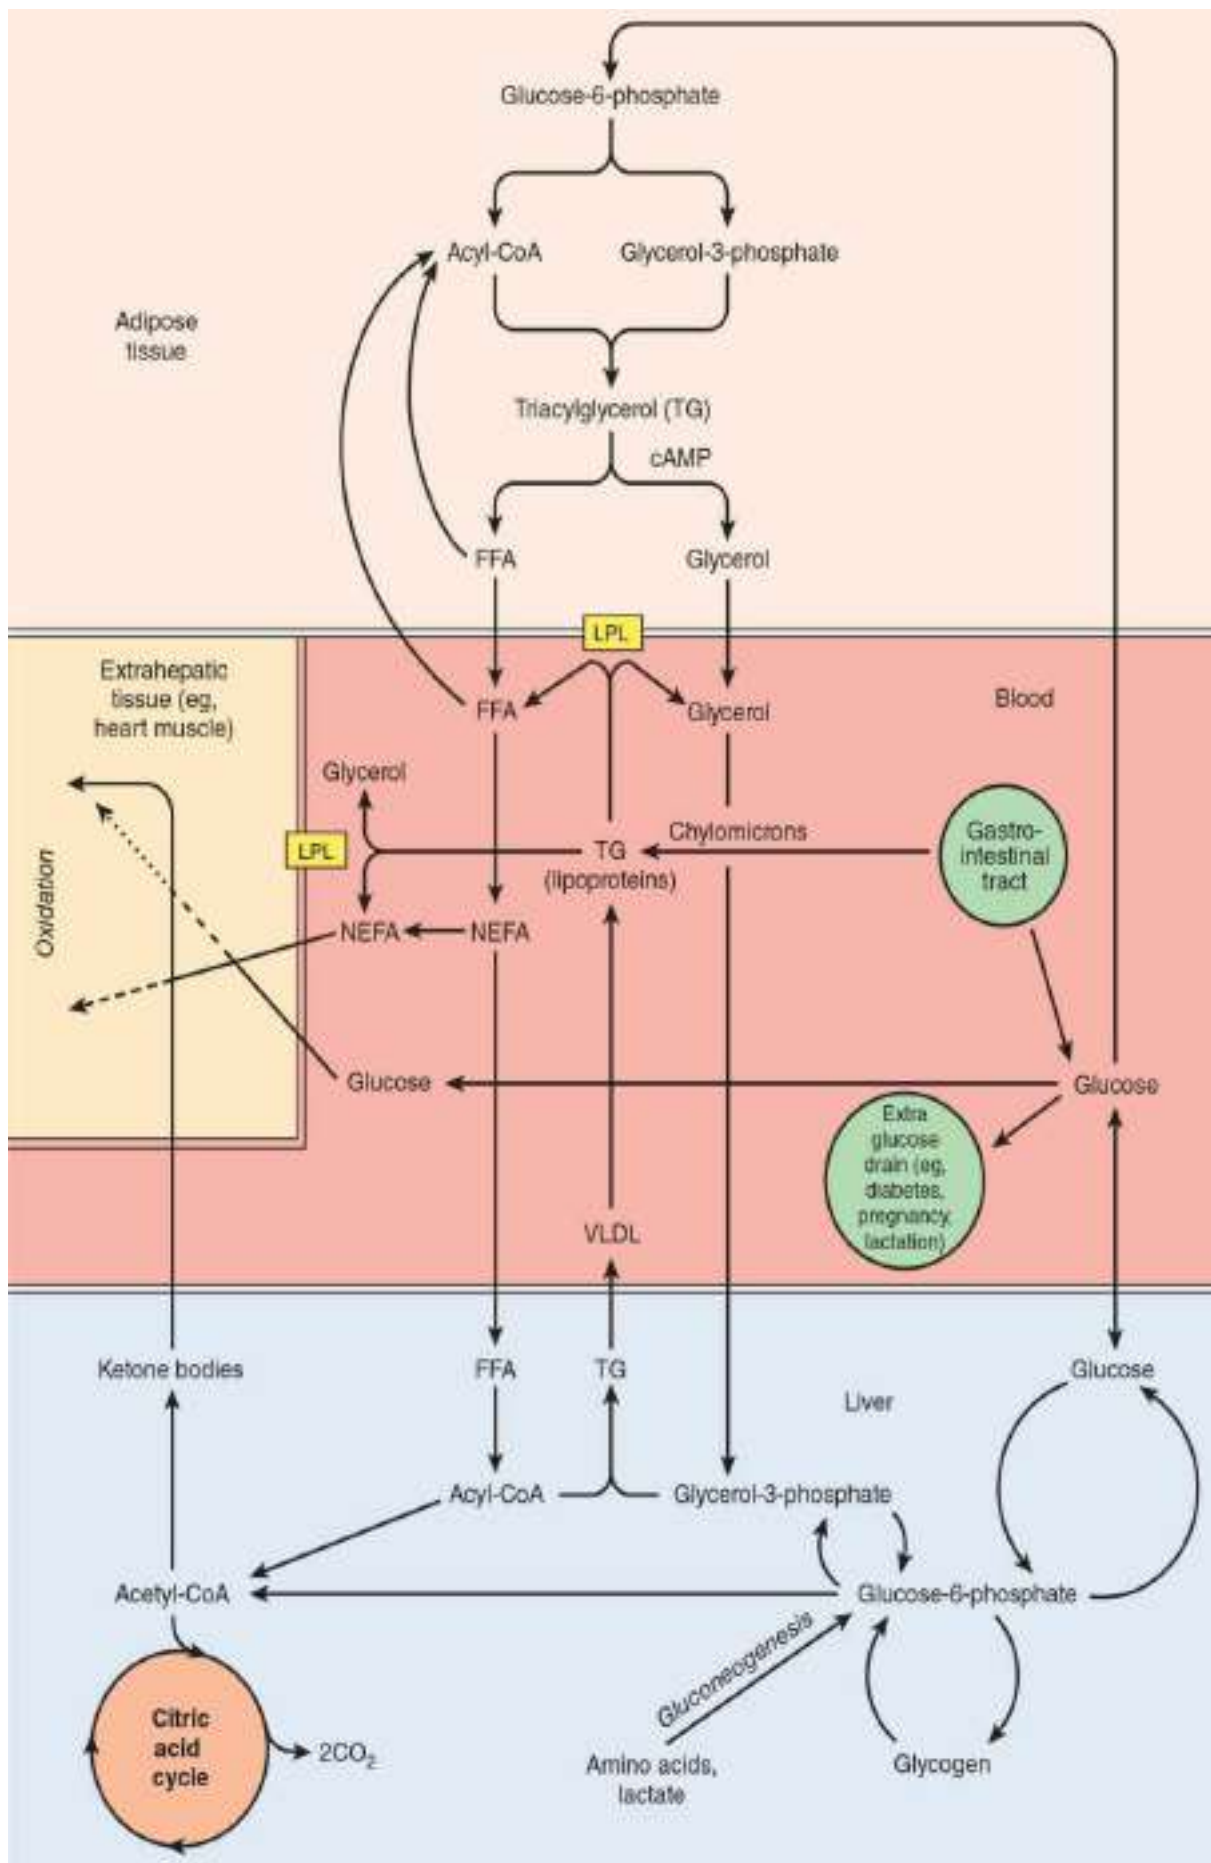 Glucose-6-phosphate
Acyl-CoA
Glycerol-3-phosphate
Adipose
tissue
Triacylglycerol (TG)
cAMP
FFA
Glycerol
LPL
Extrahepatic
tissue (eg,
heart muscle)
Blood
FFA
Glycerol
Glycerol
Chylomicrons
Gastro-
intestinal
tract
LPL
TG
(lipoproteins)
Oxidation
NEFA
NEFA
Glucose
Glucose
Extra
glucose
drain (eg,
diabetes,
pregnancy,
lactation)
VLDL
Ketone bodies
FFA
TG
Glucose
Liver
Acyl-CoA
Glycerol-3-phosphate
Acetyl-CoA
Glucose-6-phosphate
Gluconeogenesis
Citric
acid
cycle
2CO₂
Amino acids,
lactate
Glycogen